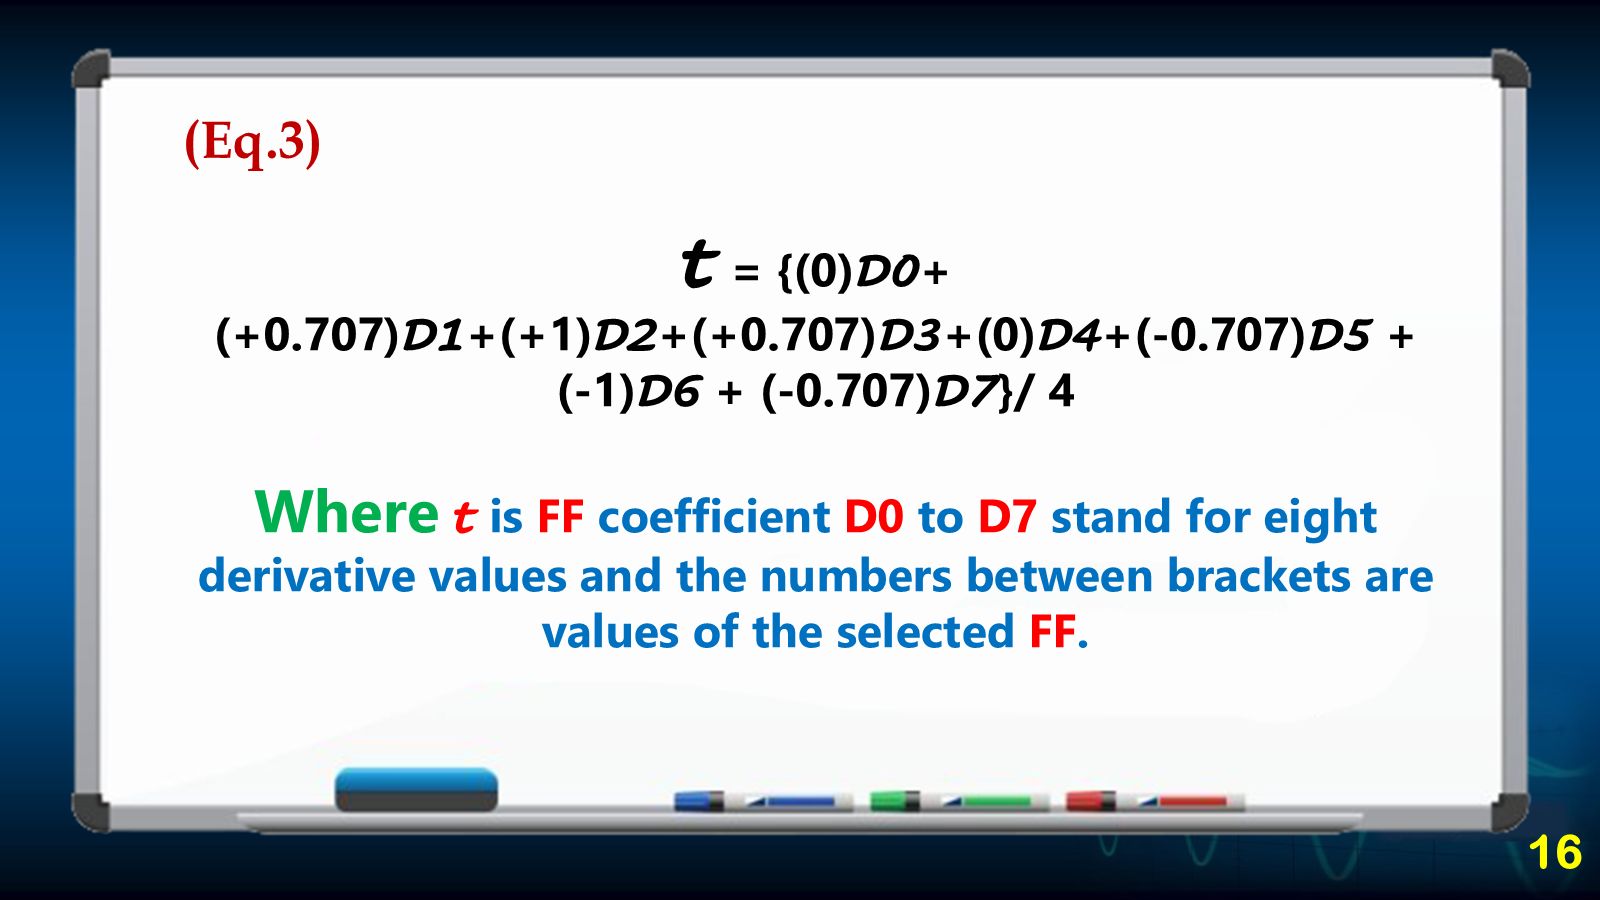 (Eq.3)
t = {(0)D0+
(+0.707)D1+(+1)D2+(+0.707)D3+(0)D4+(-0.707)D5 +
(-1)D6 + (-0.707)D7}/ 4
Where t is FF coefficient D0 to D7 stand for eight
derivative values and the numbers between brackets are
values of the selected FF.
16